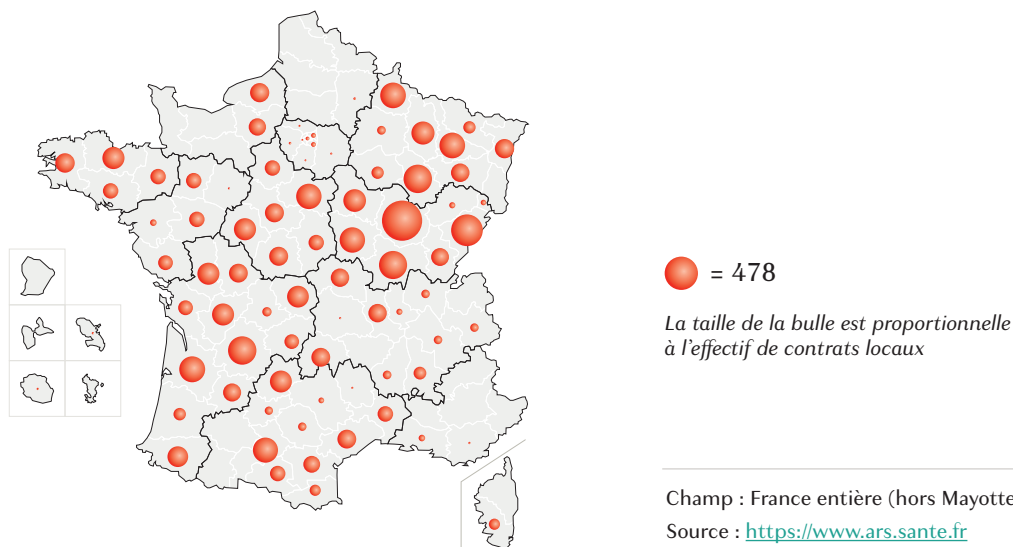 = 478
La taille de la bulle est proportionnelle
à l'effectif de contrats locaux
Champ : France entière (hors Mayotte
Source : https://www.ars.sante.fr